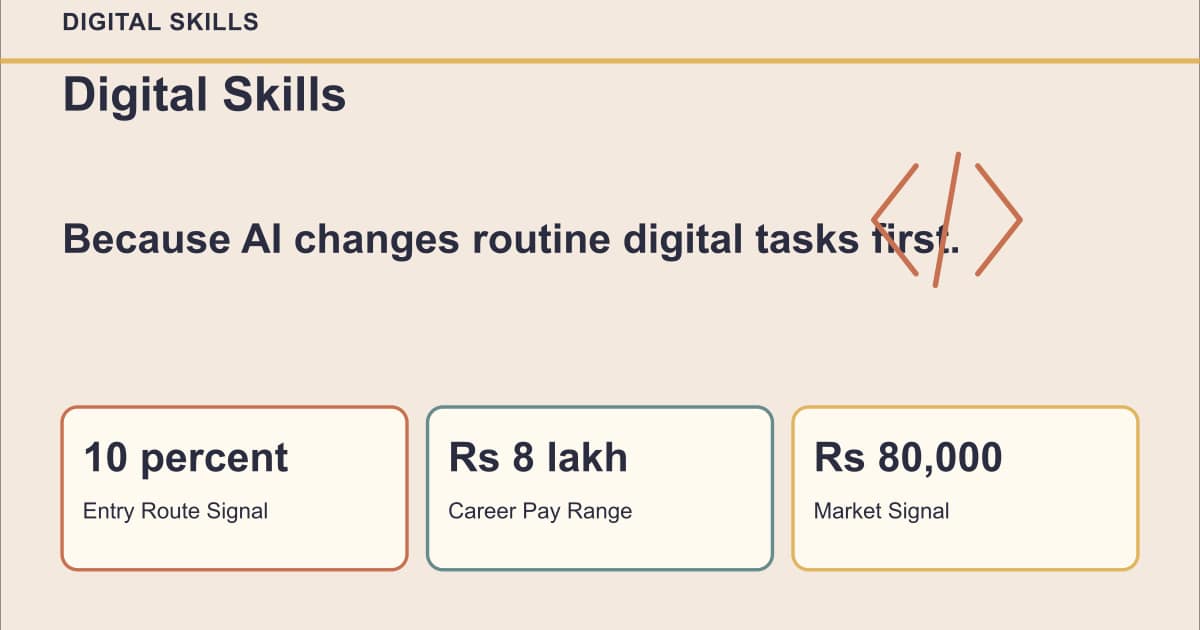 DIGITAL SKILLS
Digital Skills
Because AI changes routine digital tasks first.
10 percent
Entry Route Signal
Rs 8 lakh
Career Pay Range
Rs 80,000
Market Signal